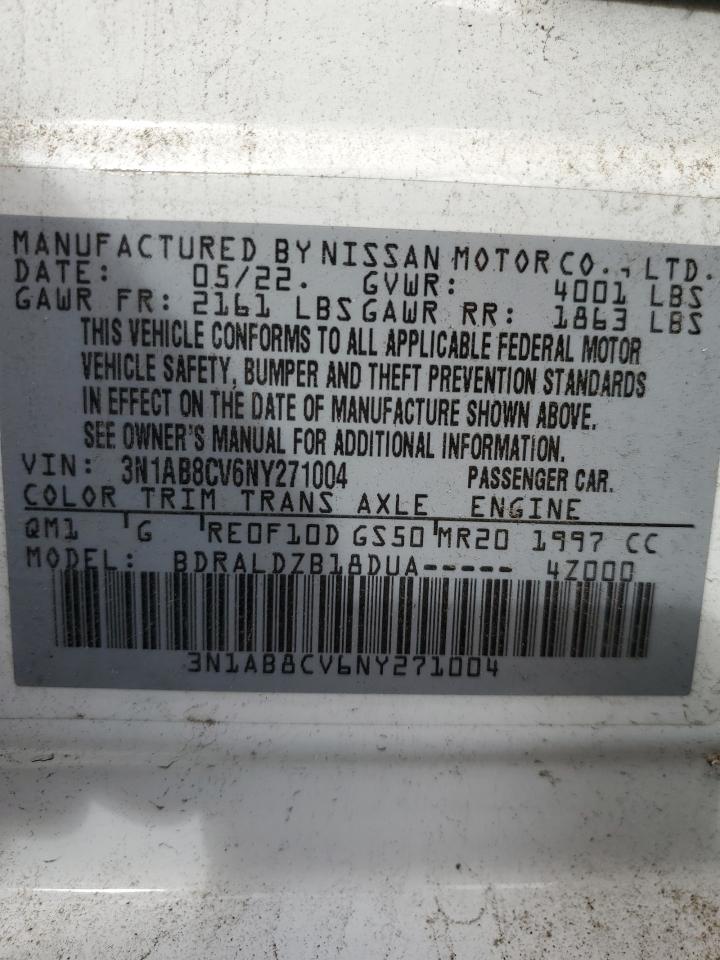 MANUFACTURED BY NISSAN MOTOR CO., LTD.
DATE: 05/22. GVWR: 4001 LBS
GAWR FR: 2161 LBS GAWR RR: 1863 LBS
THIS VEHICLE CONFORMS TO ALL APPLICABLE FEDERAL MOTOR
VEHICLE SAFETY, BUMPER AND THEFT PREVENTION STANDARDS
IN EFFECT ON THE DATE OF MANUFACTURE SHOWN ABOVE.
SEE OWNER'S MANUAL FOR ADDITIONAL INFORMATION.
VIN: 3N1AB8CV6NY271004 PASSENGER CAR.
COLOR TRIM TRANS AXLE ENGINE
QM1 G RE0F10D GS50 MR20 1997 CC
MODEL: BDRALDZB18DUA----- 4Z000
3N1AB8CV6NY271004